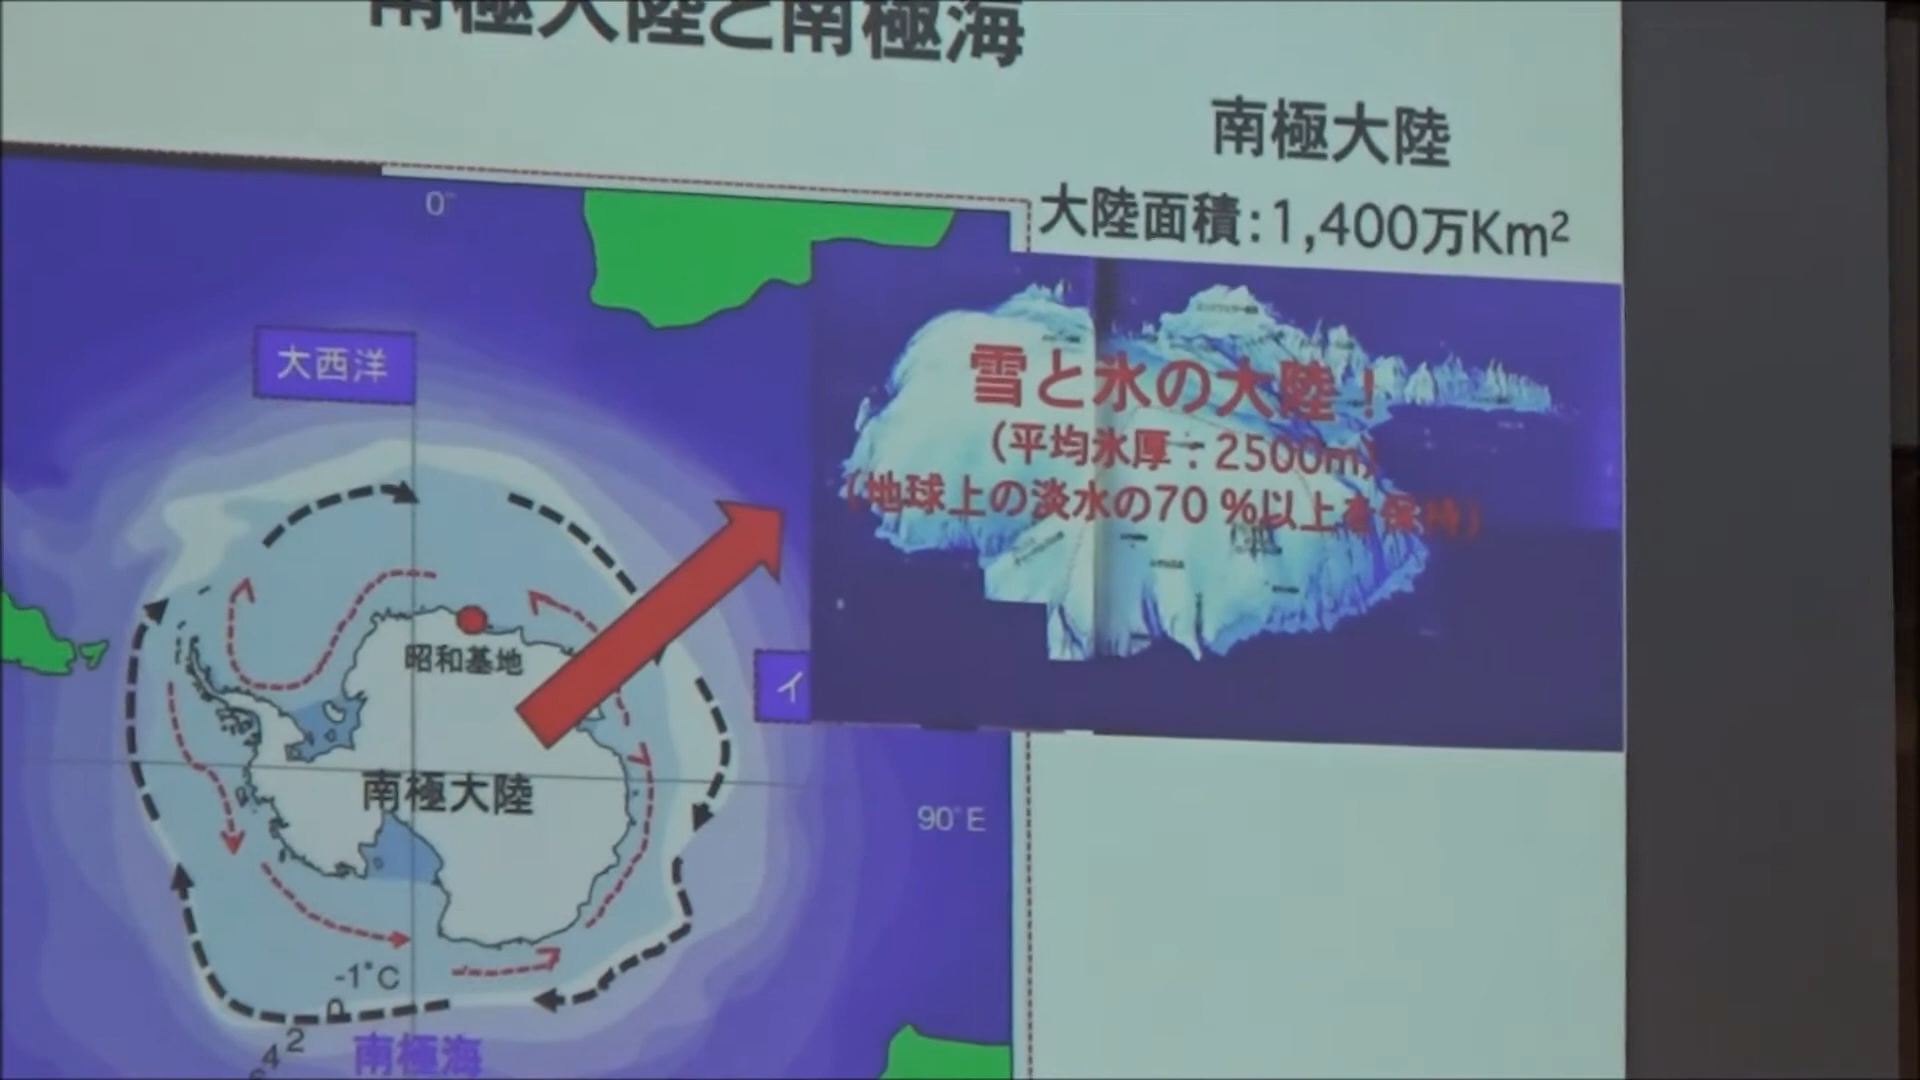 南極大陸と南極海
南極大陸
大陸面積:1,400万Km²
0°
大西洋
雪と氷の大陸！
(平均氷厚：2500m)
(地球上の淡水の70％以上を保持)
昭和基地
イ
南極大陸
90°E
-1°C
0
2
4
南極海